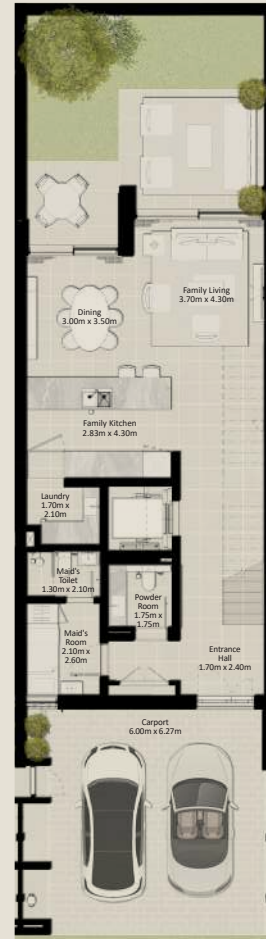 Family Living
3.70m x 4.30m
Dining
3.00m x 3.50m
Family Kitchen
2.83m x 4.30m
Laundry
1.70m x
2.10m
Maid's
Toilet
1.30m x 2.10m
Powder
Room
1.75m x
1.75m
Maid's
Room
2.10m x
2.60m
Entrance
Hall
1.70m x 2.40m
Carport
6.00m x 6.27m